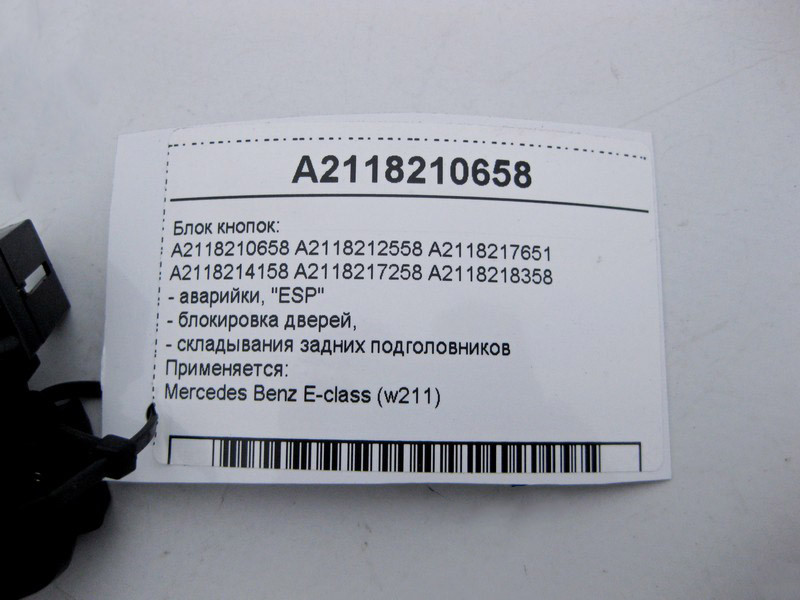 A2118210658
Блок кнопок:
A2118210658 A2118212558 A2118217651
A2118214158 A2118217258 A2118218358
- аварийки, "ESP"
- блокировка дверей,
- складывания задних подголовников
Применяется:
Mercedes Benz E-class (w211)